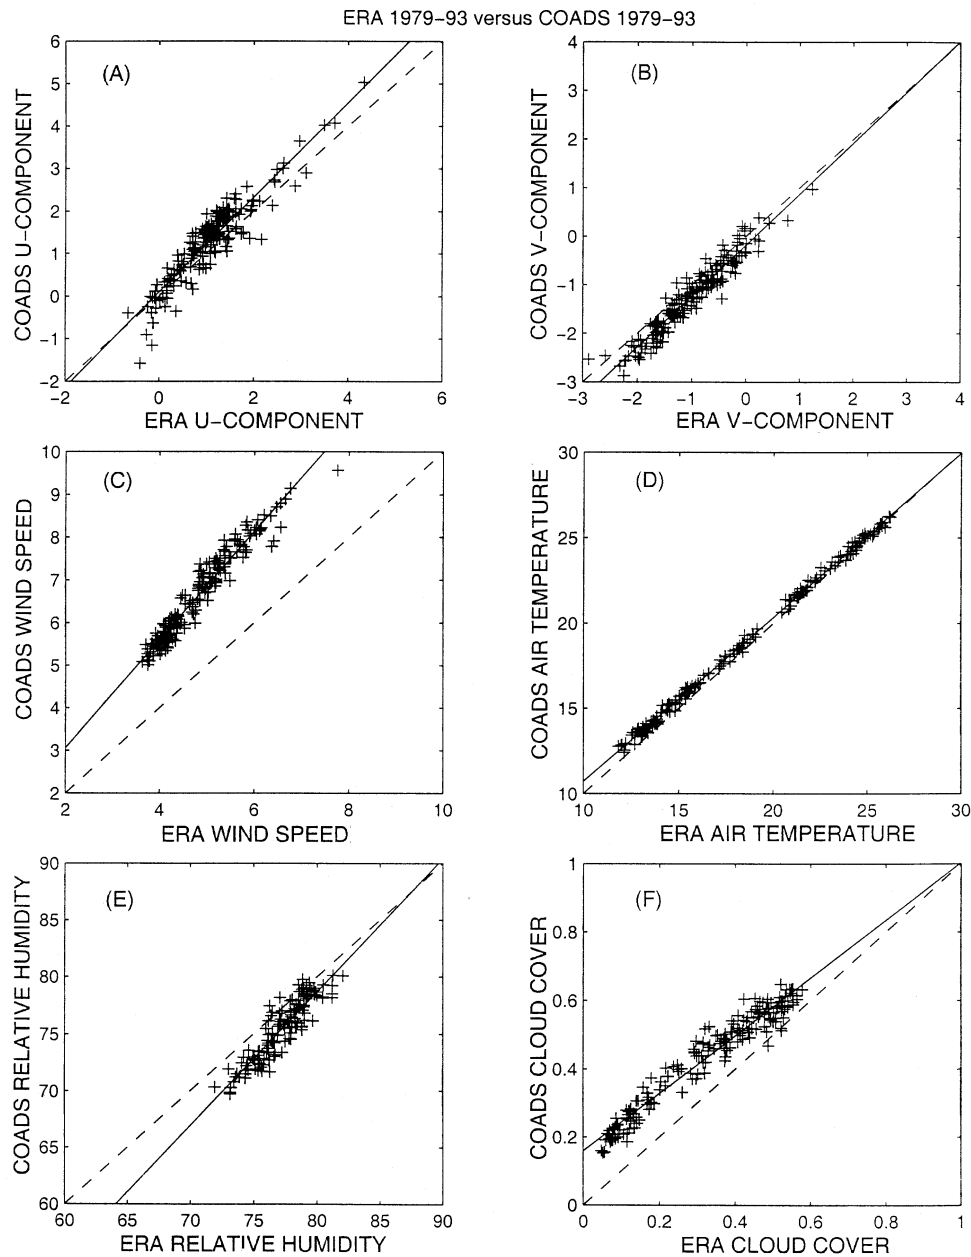 ERA 1979−93 versus COADS 1979−93
(A)
COADS U−COMPONENT
6
5
4
3
2
1
0
−1
−2
−2 0 2 4 6
ERA U−COMPONENT
(B)
COADS V−COMPONENT
4
3
2
1
0
−1
−2
−3
−3 −2 −1 0 1 2 3 4
ERA V−COMPONENT
(C)
COADS WIND SPEED
10
9
8
7
6
5
4
3
2
2 4 6 8 10
ERA WIND SPEED
(D)
COADS AIR TEMPERATURE
30
25
20
15
10
10 15 20 25 30
ERA AIR TEMPERATURE
(E)
COADS RELATIVE HUMIDITY
90
85
80
75
70
65
60
60 65 70 75 80 85 90
ERA RELATIVE HUMIDITY
(F)
COADS CLOUD COVER
1
0.8
0.6
0.4
0.2
0
0 0.2 0.4 0.6 0.8 1
ERA CLOUD COVER